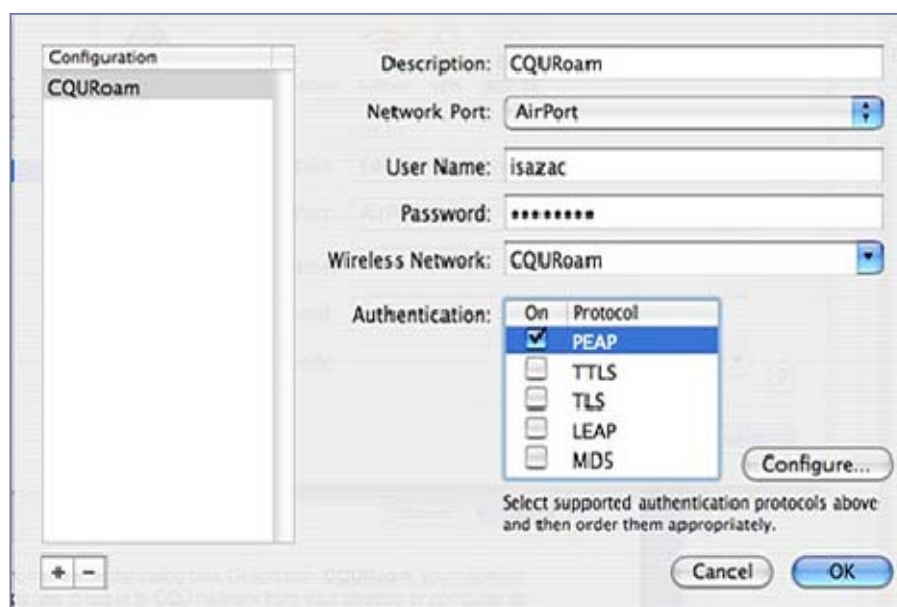 Configuration
CQURoam
Description: CQURoam
Network Port: AirPort
User Name: isazac
Password: ••••••••
Wireless Network: CQURoam
Authentication:
On Protocol
PEAP
TTLS
TLS
LEAP
MD5
Configure...
Select supported authentication protocols above
and then order them appropriately.
+ −
Cancel OK